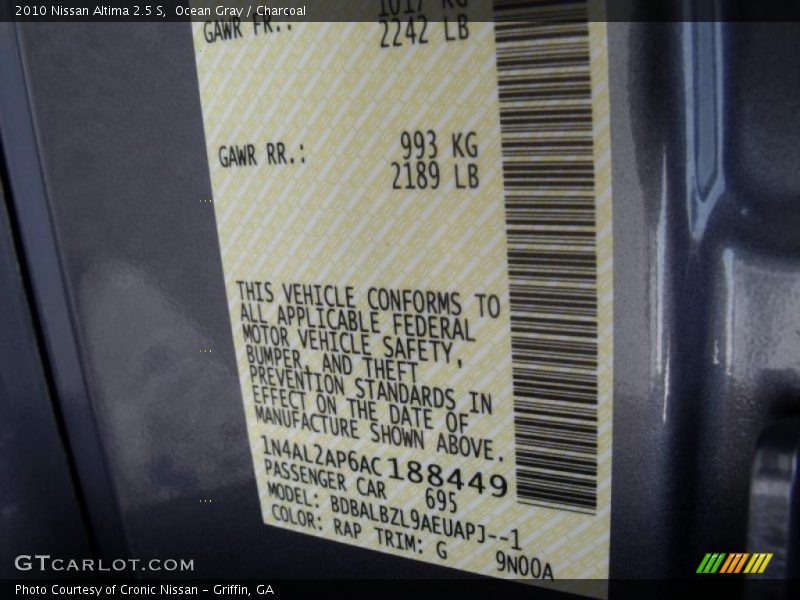 2010 Nissan Altima 2.5 S,  Ocean Gray / Charcoal
1017 KG
GAWR FR.: 2242 LB
GAWR RR.: 993 KG
2189 LB
THIS VEHICLE CONFORMS TO
ALL APPLICABLE FEDERAL
MOTOR VEHICLE SAFETY,
BUMPER, AND THEFT
PREVENTION STANDARDS IN
EFFECT ON THE DATE OF
MANUFACTURE SHOWN ABOVE.
1N4AL2AP6AC188449
PASSENGER CAR 695
MODEL: BDBALBZL9AEUAPJ--1
COLOR: RAP TRIM: G 9N00A
GTCARLOT.COM
Photo Courtesy of Cronic Nissan - Griffin, GA